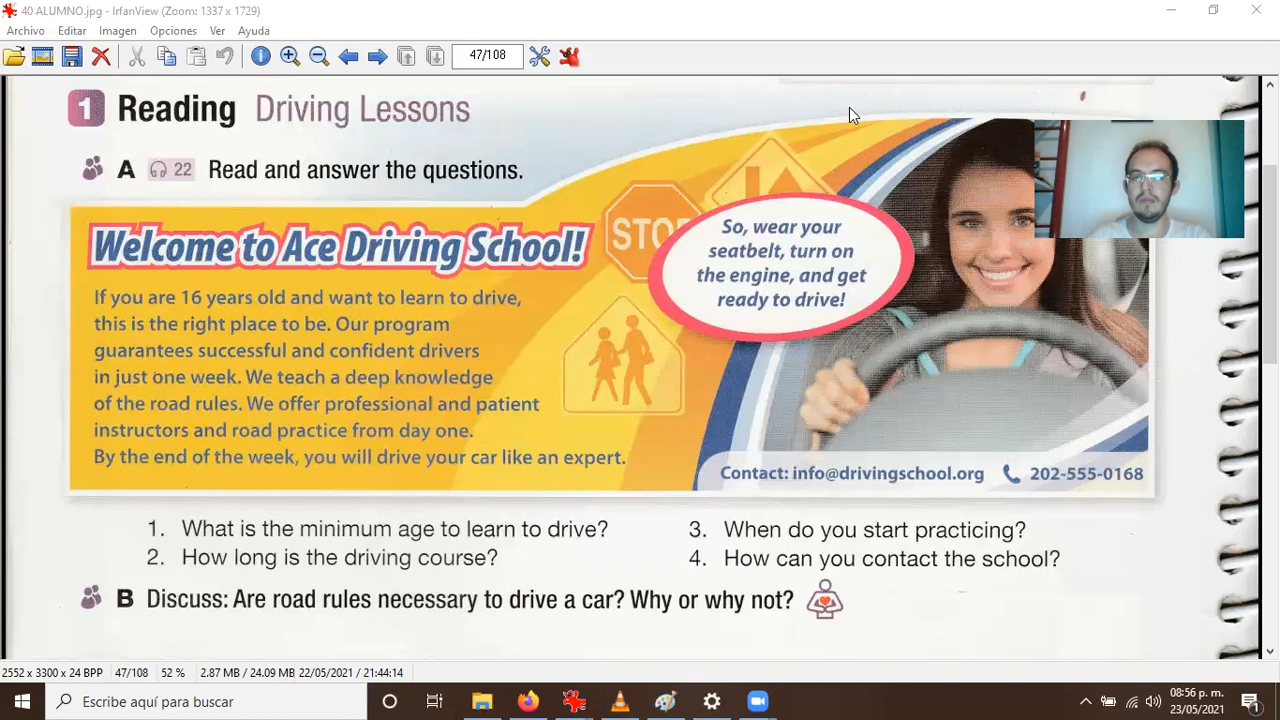 40 ALUMNO.jpg - IrfanView (Zoom: 1337 x 1729)
Archivo Editar Imagen Opciones Ver Ayuda
47/108
1 Reading Driving Lessons
A 22 Read and answer the questions.
STOP
Welcome to Ace Driving School!
If you are 16 years old and want to learn to drive,
this is the right place to be. Our program
guarantees successful and confident drivers
in just one week. We teach a deep knowledge
of the road rules. We offer professional and patient
instructors and road practice from day one.
By the end of the week, you will drive your car like an expert.
So, wear your
seatbelt, turn on
the engine, and get
ready to drive!
Contact: info@drivingschool.org 202-555-0168
1. What is the minimum age to learn to drive?
2. How long is the driving course?
3. When do you start practicing?
4. How can you contact the school?
B Discuss: Are road rules necessary to drive a car? Why or why not?
2552 x 3300 x 24 BPP 47/108 52 % 2.87 MB / 24.09 MB 22/05/2021 / 21:44:14
Escribe aquí para buscar
08:56 p. m.
23/05/2021
1